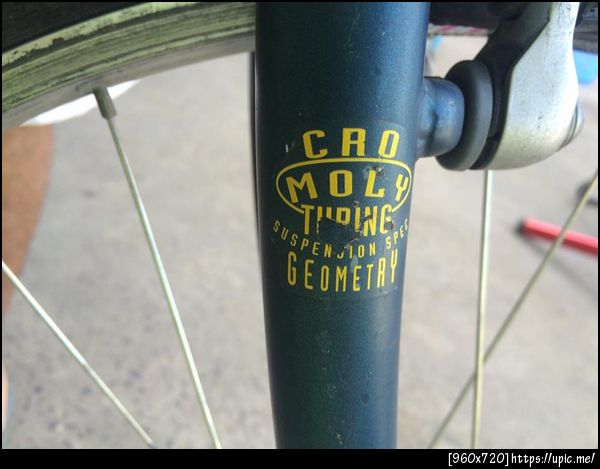 CRO
MOLY
TUBING
SUSPENSION SPEC
GEOMETRY
[960x720]https://upic.me/